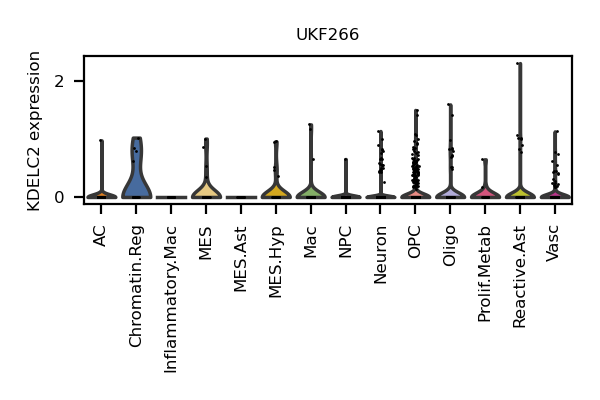 UKF266
KDELC2 expression
2
0
AC
Chromatin.Reg
Inflammatory.Mac
MES
MES.Ast
MES.Hyp
Mac
NPC
Neuron
OPC
Oligo
Prolif.Metab
Reactive.Ast
Vasc